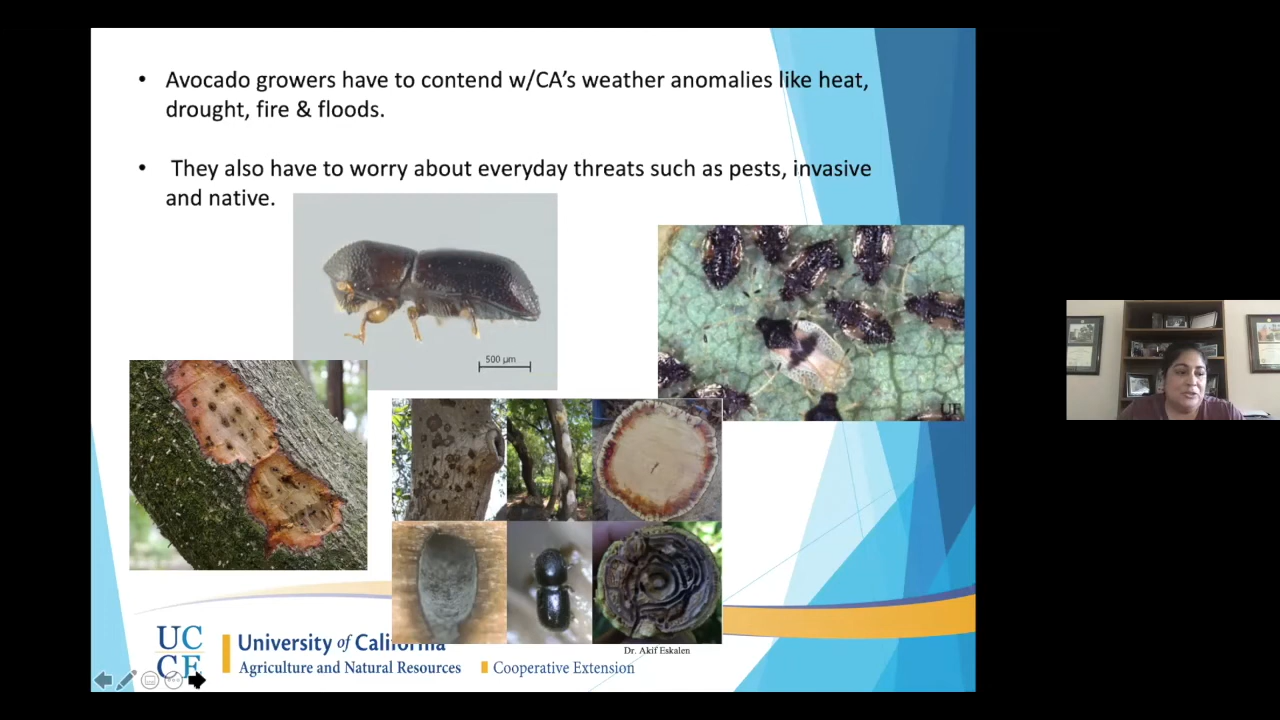 • Avocado growers have to contend w/CA's weather anomalies like heat,
drought, fire & floods.
• They also have to worry about everyday threats such as pests, invasive
and native.
500 µm
UF
Dr. Akif Eskalen
UC
CE
University of California
Agriculture and Natural Resources
Cooperative Extension